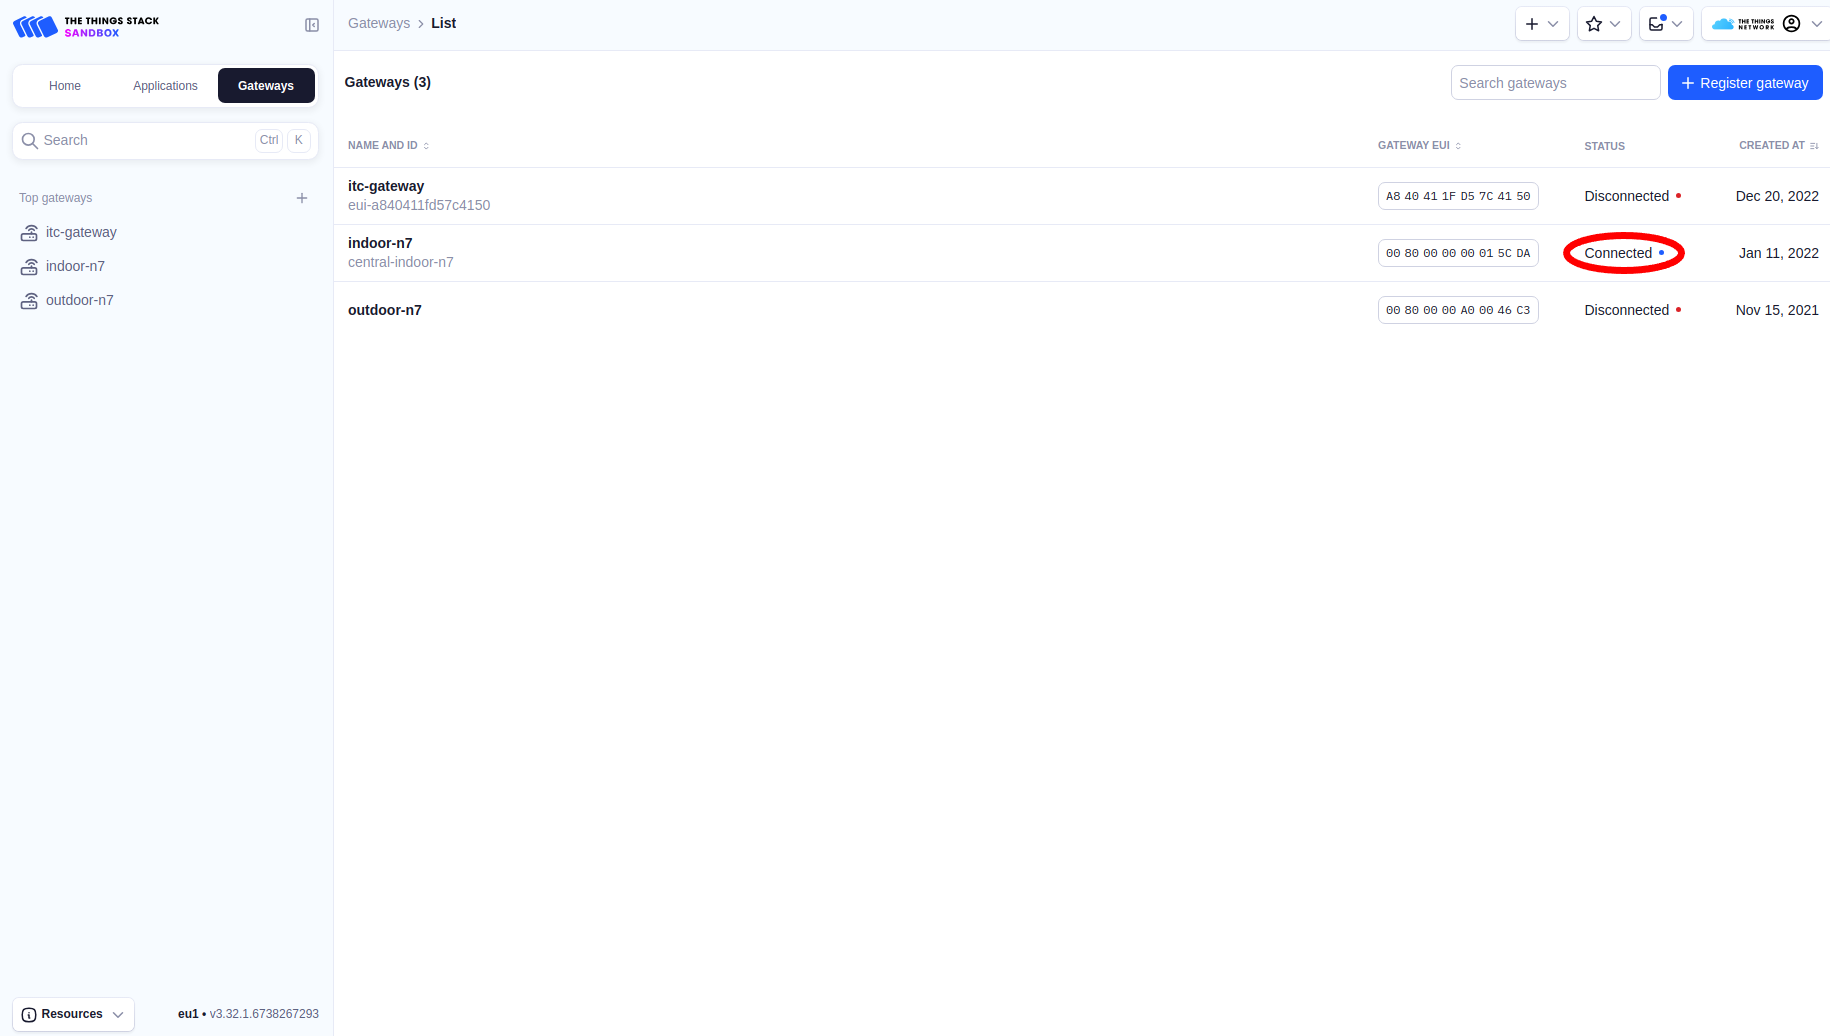 THE THINGS STACK
SANDBOX
Gateways > List
THE THINGS
NETWORK
Home Applications Gateways
Gateways (3)
Search gateways
+ Register gateway
Search Ctrl K
NAME AND ID GATEWAY EUI STATUS CREATED AT
Top gateways
itc-gateway
indoor-n7
outdoor-n7
itc-gateway
eui-a840411fd57c4150
A8 40 41 1F D5 7C 41 50 Disconnected Dec 20, 2022
indoor-n7
central-indoor-n7
00 80 00 00 00 01 5C DA Connected Jan 11, 2022
outdoor-n7 00 80 00 00 A0 00 46 C3 Disconnected Nov 15, 2021
Resources eu1 • v3.32.1.6738267293